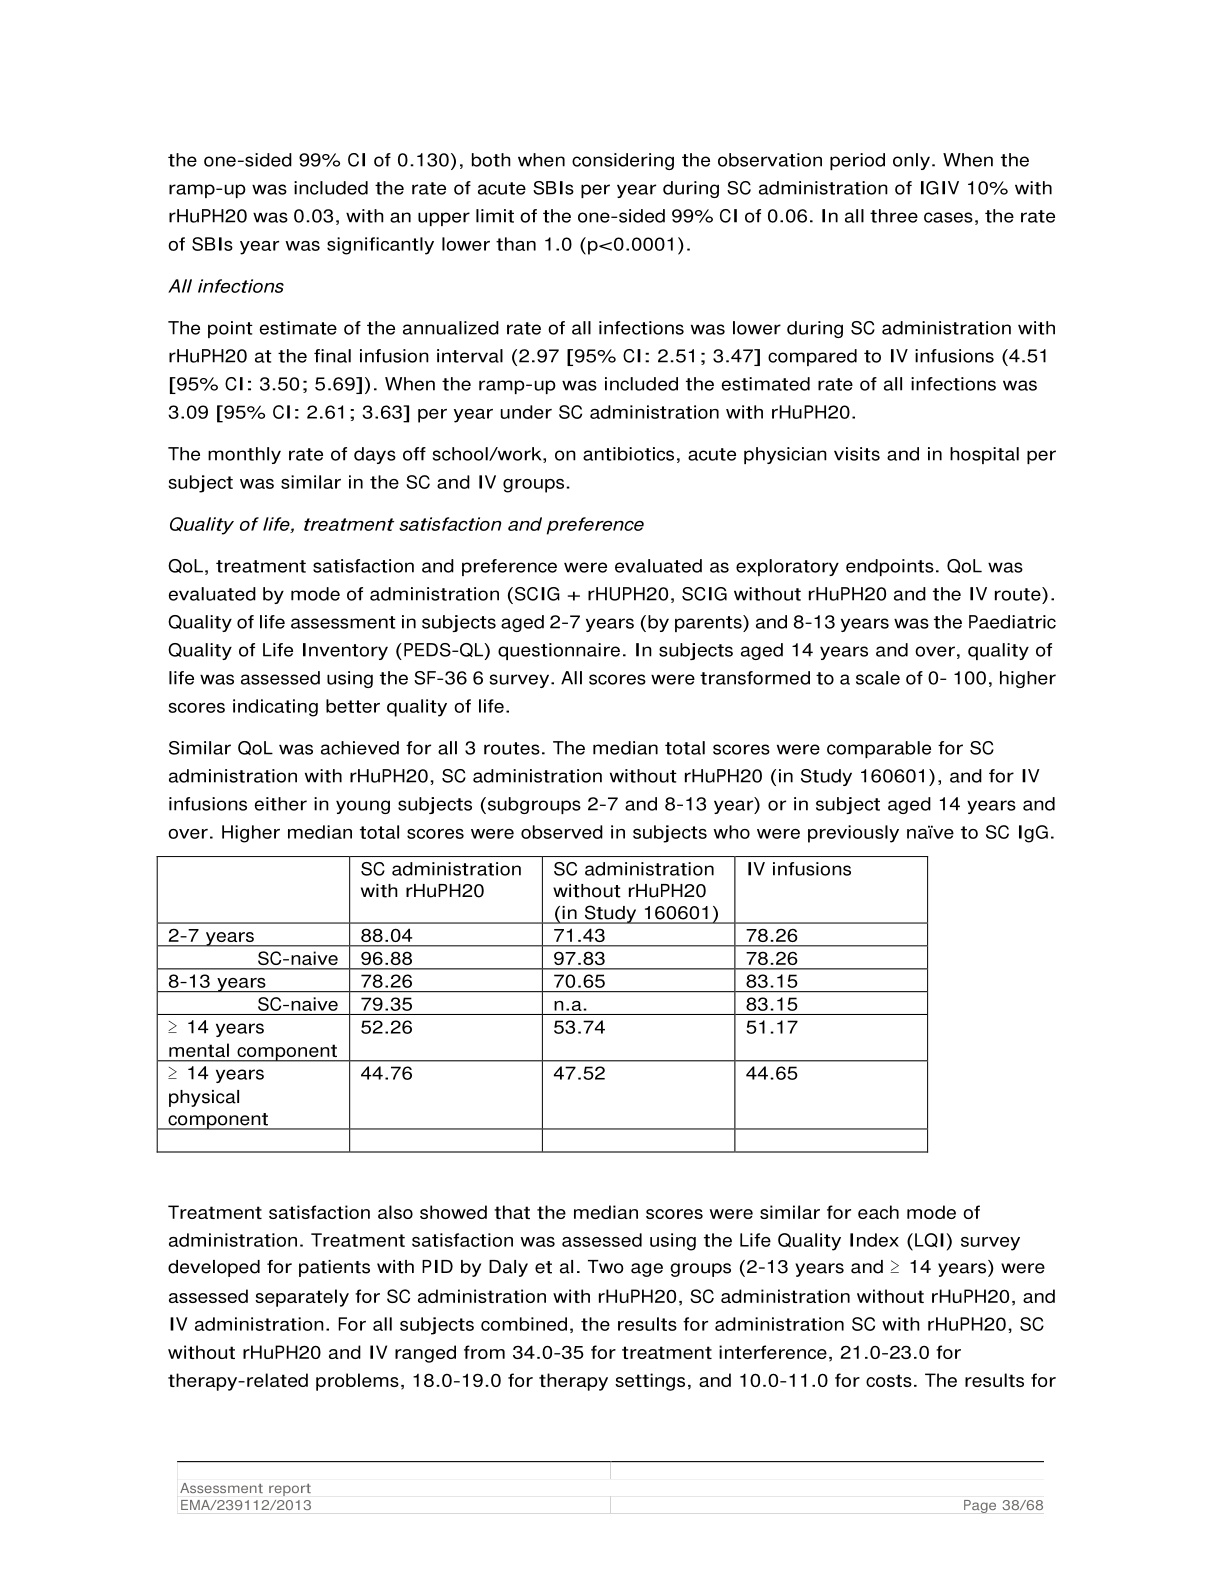 the one-sided 99% CI of 0.130), both when considering the observation period only. When the
ramp-up was included the rate of acute SBIs per year during SC administration of IGIV 10% with
rHuPH20 was 0.03, with an upper limit of the one-sided 99% CI of 0.06. In all three cases, the rate
of SBIs year was significantly lower than 1.0 (p<0.0001).
All infections
The point estimate of the annualized rate of all infections was lower during SC administration with
rHuPH20 at the final infusion interval (2.97 [95% CI: 2.51; 3.47] compared to IV infusions (4.51
[95% CI: 3.50; 5.69]). When the ramp-up was included the estimated rate of all infections was
3.09 [95% CI: 2.61; 3.63] per year under SC administration with rHuPH20.
The monthly rate of days off school/work, on antibiotics, acute physician visits and in hospital per
subject was similar in the SC and IV groups.
Quality of life, treatment satisfaction and preference
QoL, treatment satisfaction and preference were evaluated as exploratory endpoints. QoL was
evaluated by mode of administration (SCIG + rHUPH20, SCIG without rHuPH20 and the IV route).
Quality of life assessment in subjects aged 2-7 years (by parents) and 8-13 years was the Paediatric
Quality of Life Inventory (PEDS-QL) questionnaire. In subjects aged 14 years and over, quality of
life was assessed using the SF-36 6 survey. All scores were transformed to a scale of 0- 100, higher
scores indicating better quality of life.
Similar QoL was achieved for all 3 routes. The median total scores were comparable for SC
administration with rHuPH20, SC administration without rHuPH20 (in Study 160601), and for IV
infusions either in young subjects (subgroups 2-7 and 8-13 year) or in subject aged 14 years and
over. Higher median total scores were observed in subjects who were previously naïve to SC IgG.
SC administration with rHuPH20 SC administration without rHuPH20 (in Study 160601) IV infusions
2-7 years 88.04 71.43 78.26
SC-naive 96.88 97.83 78.26
8-13 years 78.26 70.65 83.15
SC-naive 79.35 n.a. 83.15
≥ 14 years mental component 52.26 53.74 51.17
≥ 14 years physical component 44.76 47.52 44.65
Treatment satisfaction also showed that the median scores were similar for each mode of
administration. Treatment satisfaction was assessed using the Life Quality Index (LQI) survey
developed for patients with PID by Daly et al. Two age groups (2-13 years and ≥ 14 years) were
assessed separately for SC administration with rHuPH20, SC administration without rHuPH20, and
IV administration. For all subjects combined, the results for administration SC with rHuPH20, SC
without rHuPH20 and IV ranged from 34.0-35 for treatment interference, 21.0-23.0 for
therapy-related problems, 18.0-19.0 for therapy settings, and 10.0-11.0 for costs. The results for
Assessment report
EMA/239112/2013 Page 38/68